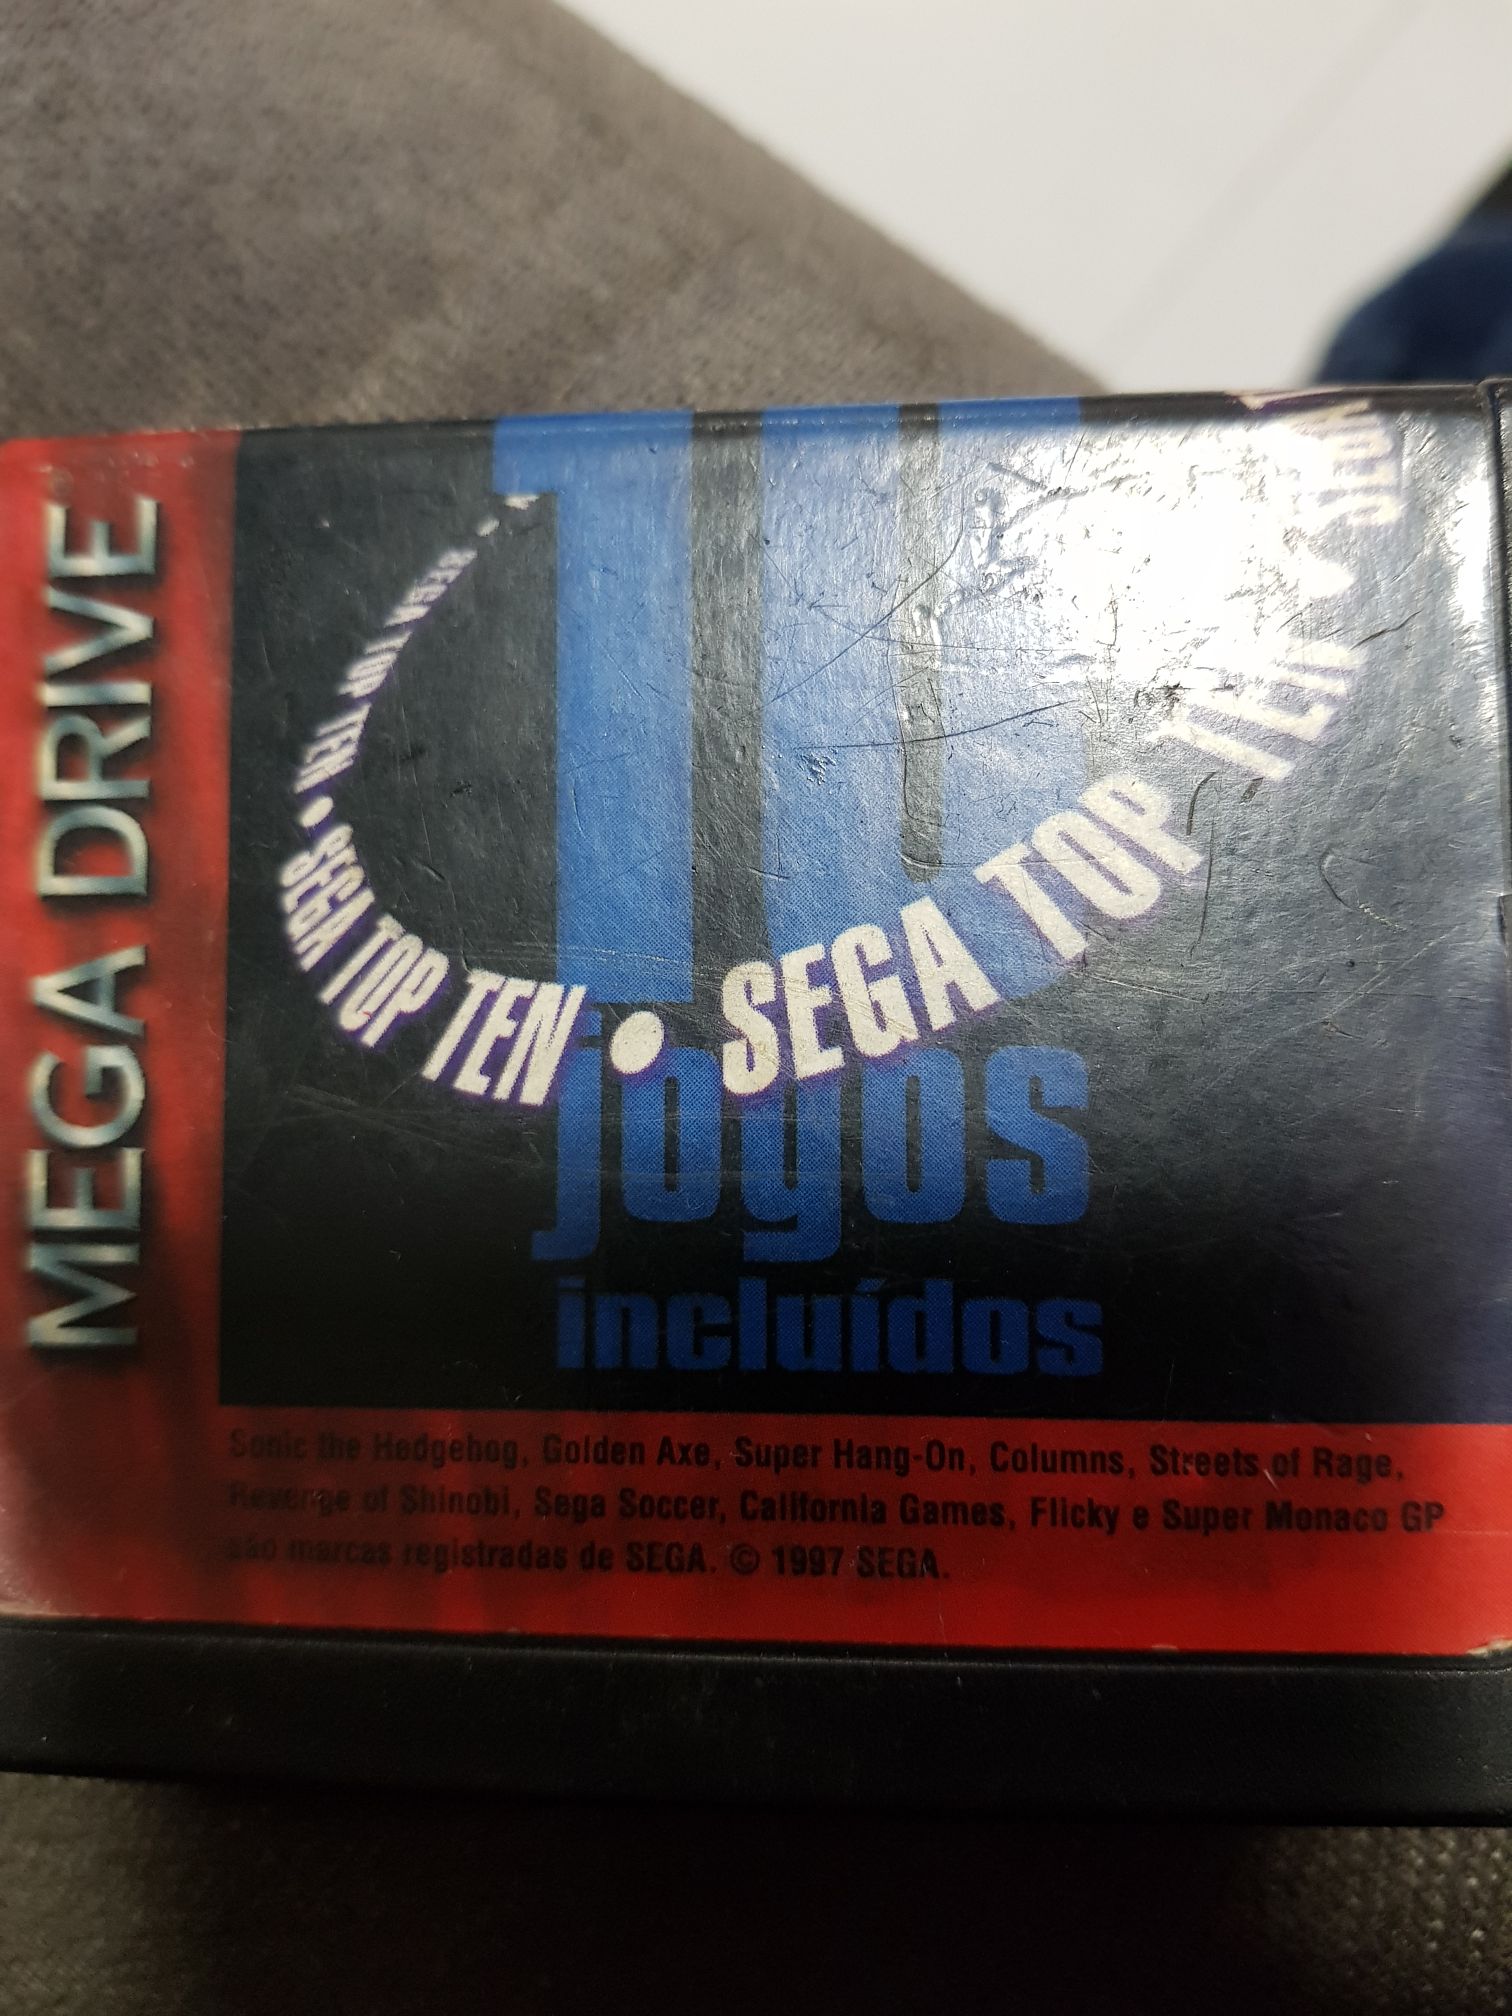 MEGA DRIVE
10
SEGA TOP TEN • SEGA TOP TEN • SEGA TOP TEN • SEGA
jogos
incluídos
Sonic the Hedgehog, Golden Axe, Super Hang-On, Columns, Streets of Rage,
Revenge of Shinobi, Sega Soccer, California Games, Flicky e Super Monaco GP
são marcas registradas de SEGA. © 1997 SEGA.